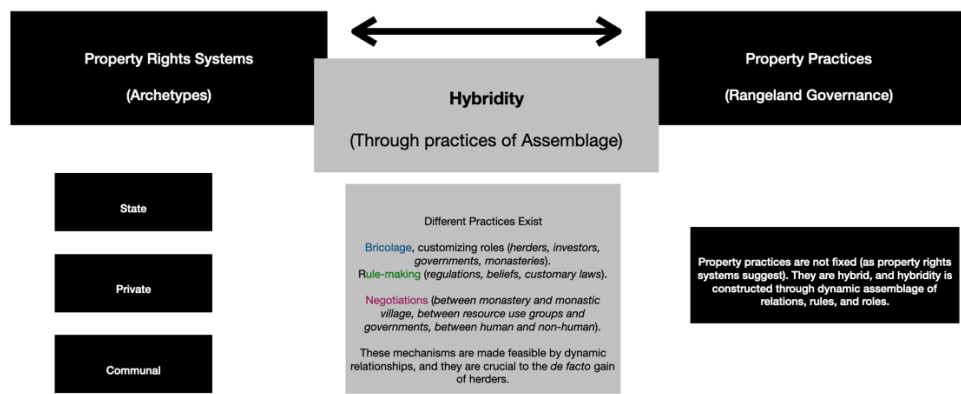 Property Rights Systems
(Archetypes)
Hybridity
(Through practices of Assemblage)
Property Practices
(Rangeland Governance)
State
Private
Communal
Different Practices Exist
Bricolage, customizing roles (herders, investors,
governments, monasteries).
Rule-making (regulations, beliefs, customary laws).
Negotiations (between monastery and monastic
village, between resource use groups and
governments, between human and non-human).
These mechanisms are made feasible by dynamic
relationships, and they are crucial to the de facto gain
of herders.
Property practices are not fixed (as property rights
systems suggest). They are hybrid, and hybridity is
constructed through dynamic assemblage of
relations, rules, and roles.